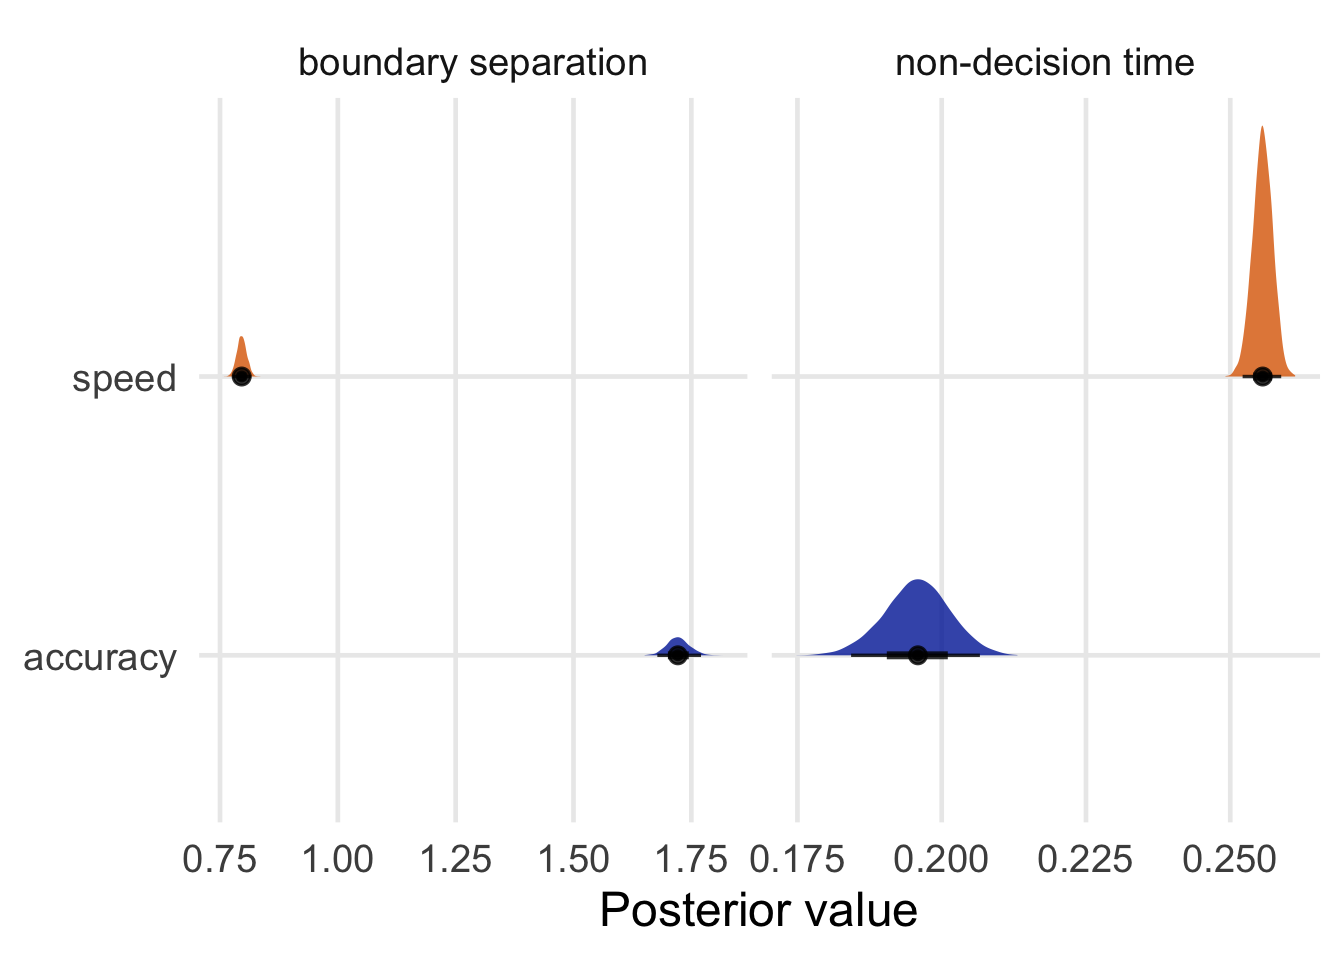 boundary separation
non-decision time
speed
accuracy
0.75 1.00 1.25 1.50 1.75 0.175 0.200 0.225 0.250
Posterior value